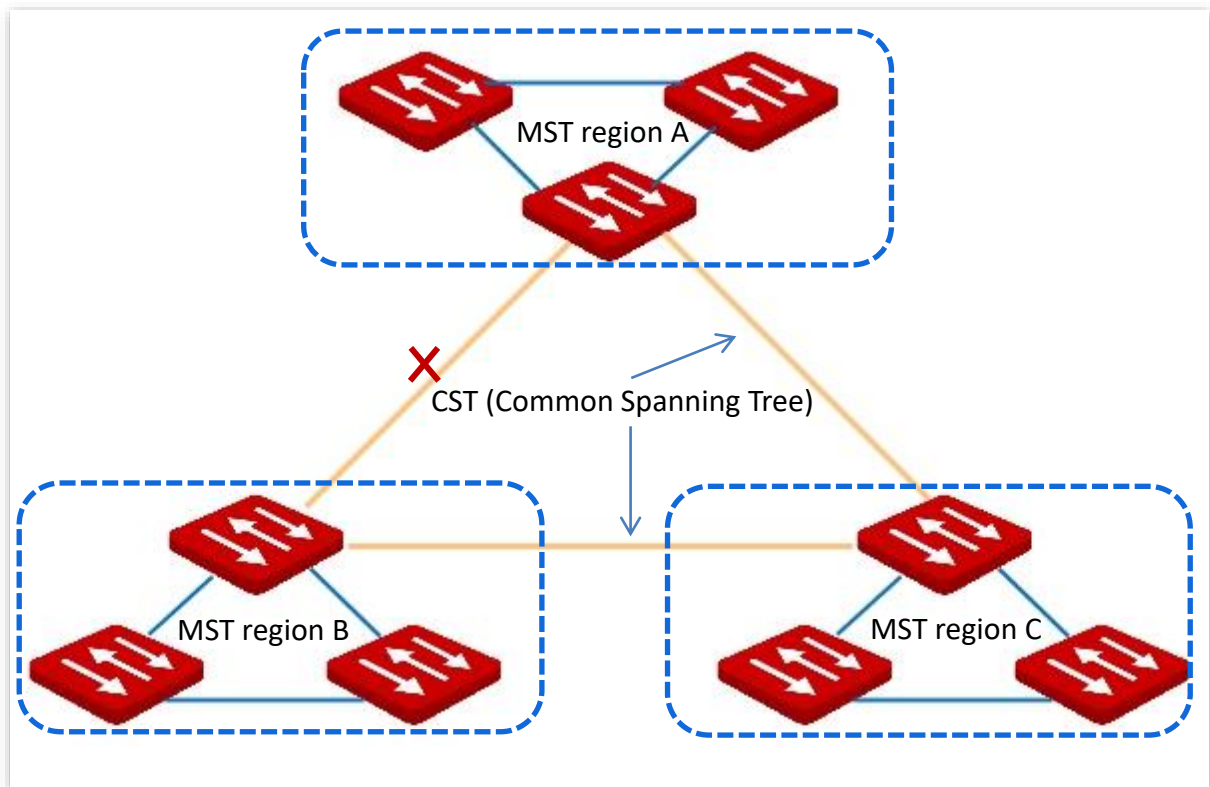 MST region A
CST (Common Spanning Tree)
MST region B
MST region C